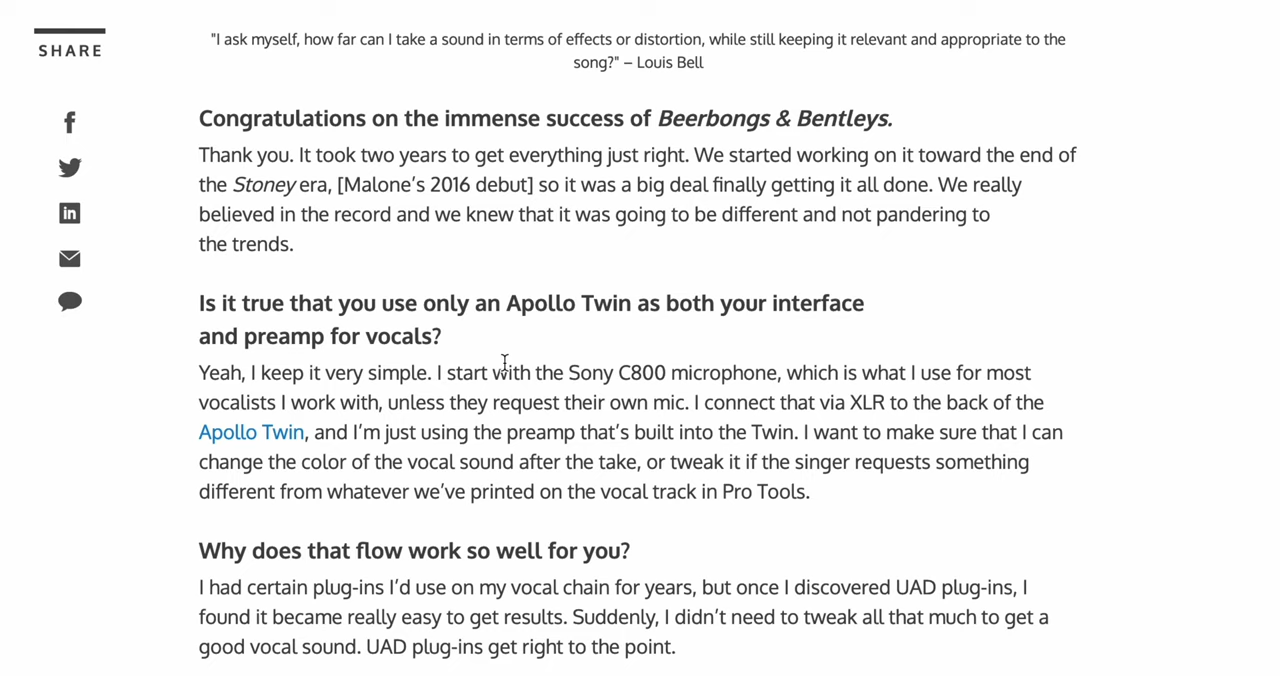 SHARE
"I ask myself, how far can I take a sound in terms of effects or distortion, while still keeping it relevant and appropriate to the
song?" – Louis Bell
Congratulations on the immense success of Beerbongs & Bentleys.
Thank you. It took two years to get everything just right. We started working on it toward the end of
the Stoney era, [Malone’s 2016 debut] so it was a big deal finally getting it all done. We really
believed in the record and we knew that it was going to be different and not pandering to
the trends.
Is it true that you use only an Apollo Twin as both your interface
and preamp for vocals?
Yeah, I keep it very simple. I start with the Sony C800 microphone, which is what I use for most
vocalists I work with, unless they request their own mic. I connect that via XLR to the back of the
Apollo Twin, and I’m just using the preamp that’s built into the Twin. I want to make sure that I can
change the color of the vocal sound after the take, or tweak it if the singer requests something
different from whatever we’ve printed on the vocal track in Pro Tools.
Why does that flow work so well for you?
I had certain plug-ins I’d use on my vocal chain for years, but once I discovered UAD plug-ins, I
found it became really easy to get results. Suddenly, I didn’t need to tweak all that much to get a
good vocal sound. UAD plug-ins get right to the point.